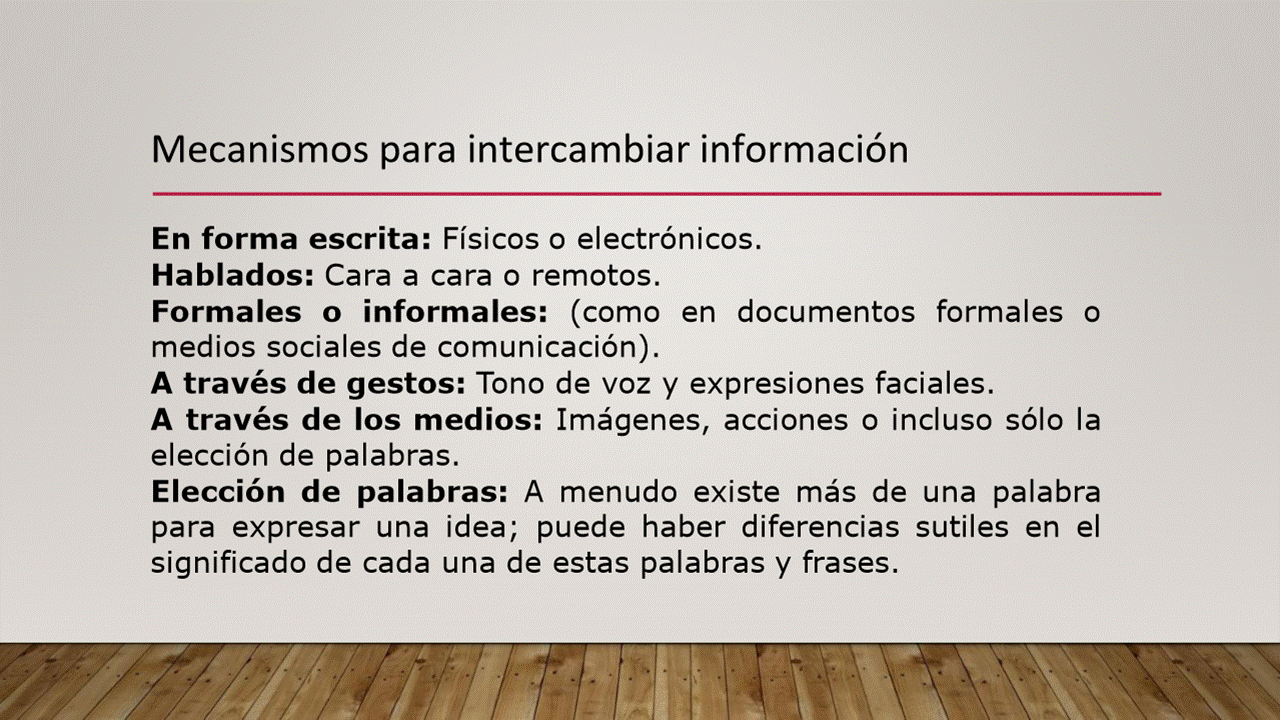 Mecanismos para intercambiar información
En forma escrita: Físicos o electrónicos.
Hablados: Cara a cara o remotos.
Formales o informales: (como en documentos formales o
medios sociales de comunicación).
A través de gestos: Tono de voz y expresiones faciales.
A través de los medios: Imágenes, acciones o incluso sólo la
elección de palabras.
Elección de palabras: A menudo existe más de una palabra
para expresar una idea; puede haber diferencias sutiles en el
significado de cada una de estas palabras y frases.